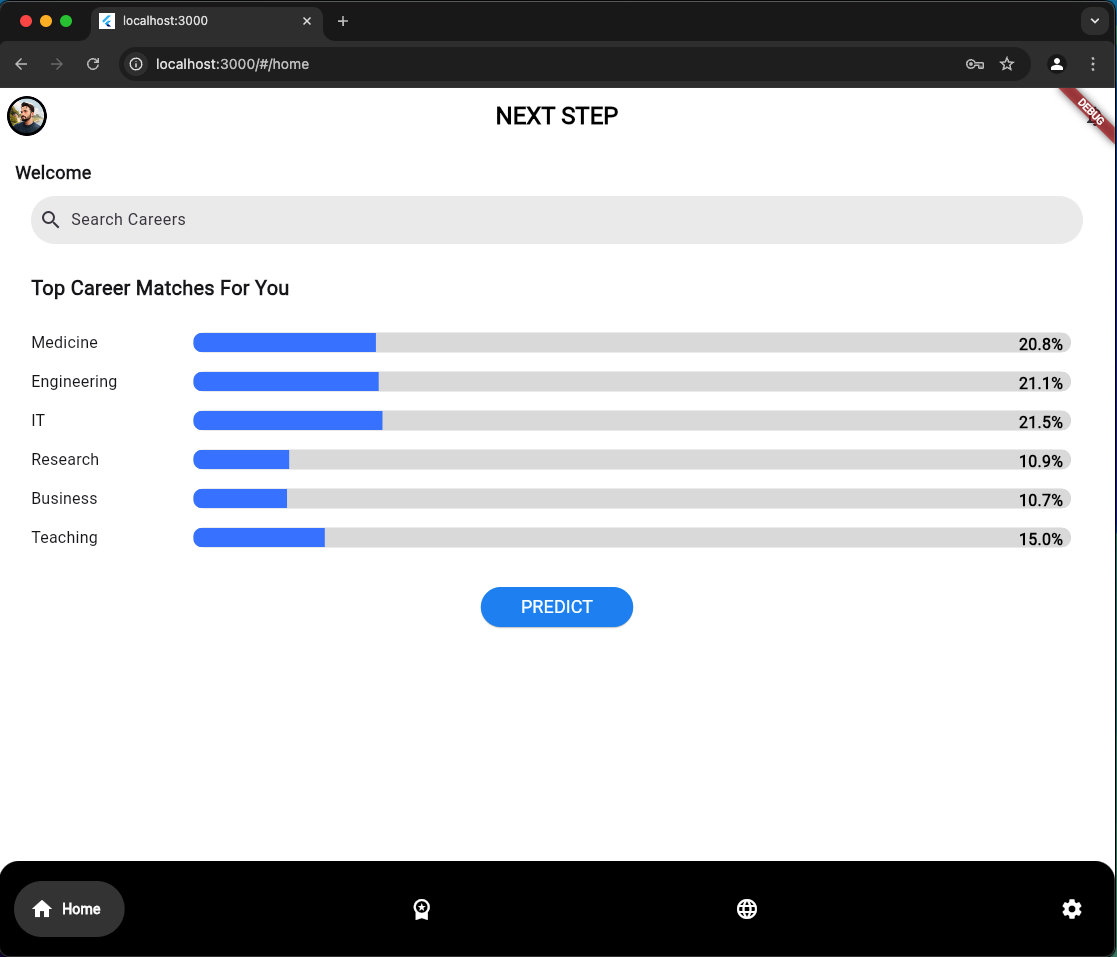 localhost:3000
localhost:3000/#/home
NEXT STEP
DEBUG
Welcome
Search Careers
Top Career Matches For You
Medicine 20.8%
Engineering 21.1%
IT 21.5%
Research 10.9%
Business 10.7%
Teaching 15.0%
PREDICT
Home